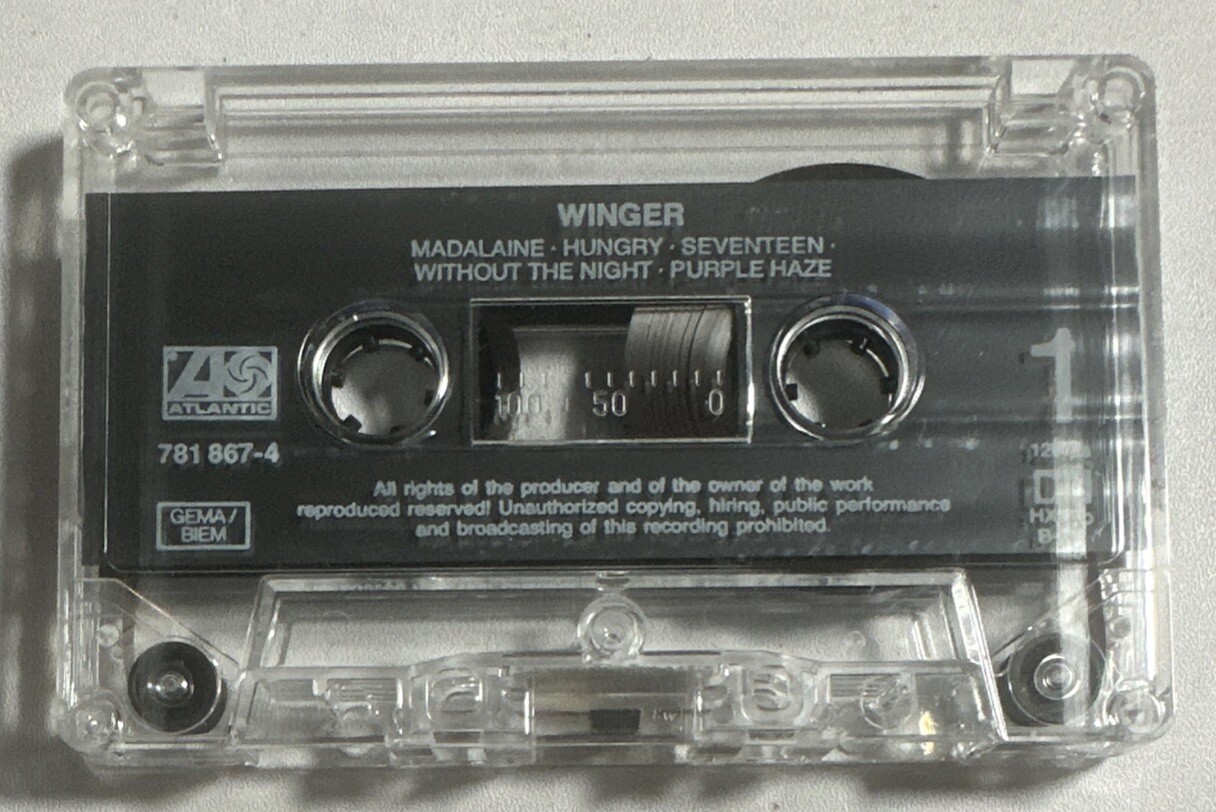 WINGER
MADALAINE · HUNGRY · SEVENTEEN ·
WITHOUT THE NIGHT · PURPLE HAZE
ATLANTIC
781 867-4
GEMA/
BIEM
100 50 0
1
All rights of the producer and of the owner of the work
reproduced reserved! Unauthorized copying, hiring, public performance
and broadcasting of this recording prohibited.